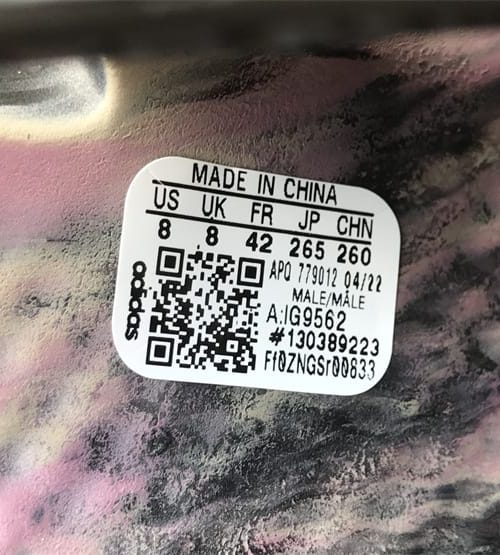 MADE IN CHINA
US UK FR JP CHN
8 8 42 265 260
APO 779012 04/22
MALE/MÂLE
A:IG9562
#130389223
Ff0ZNGSr00833
adidas